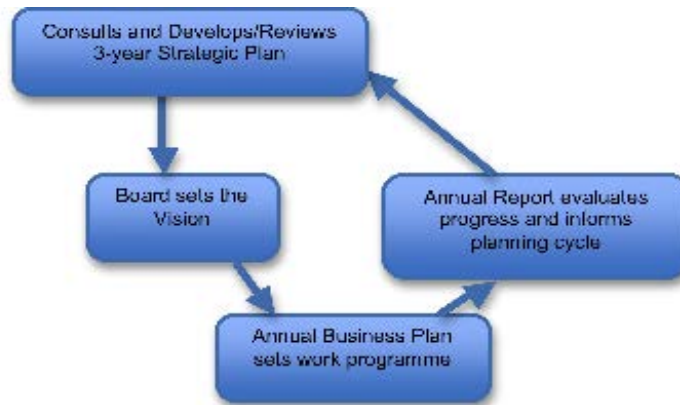 Consults and Develops/Reviews
3-year Strategic Plan
Board sets the
Vision
Annual Report evaluates
progress and informs
planning cycle
Annual Business Plan
sets work programme